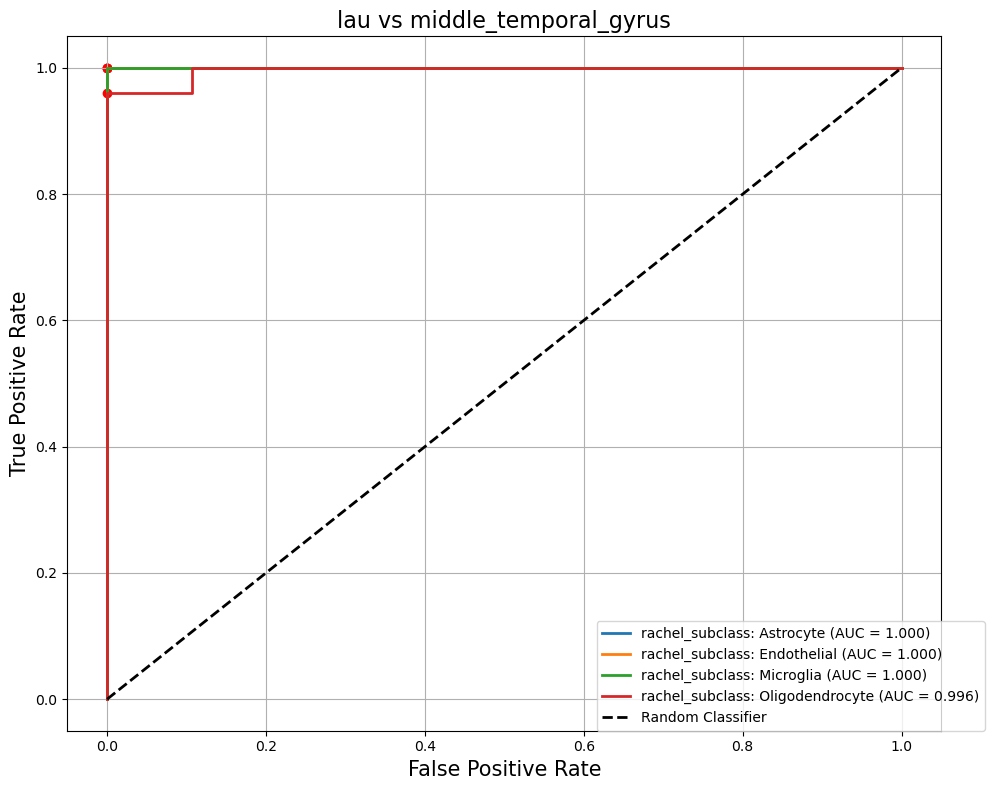 lau vs middle_temporal_gyrus
True Positive Rate
1.0
0.8
0.6
0.4
0.2
0.0
0.0 0.2 0.4 0.6 0.8 1.0
False Positive Rate
rachel_subclass: Astrocyte (AUC = 1.000)
rachel_subclass: Endothelial (AUC = 1.000)
rachel_subclass: Microglia (AUC = 1.000)
rachel_subclass: Oligodendrocyte (AUC = 0.996)
Random Classifier